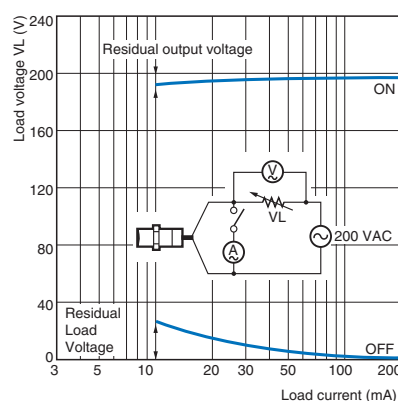 Load voltage VL (V)
240
200
160
120
80
40
0
Residual output voltage
ON
V
VL
A
200 VAC
Residual
Load
Voltage
OFF
3 5 10 20 30 50 100 200
Load current (mA)